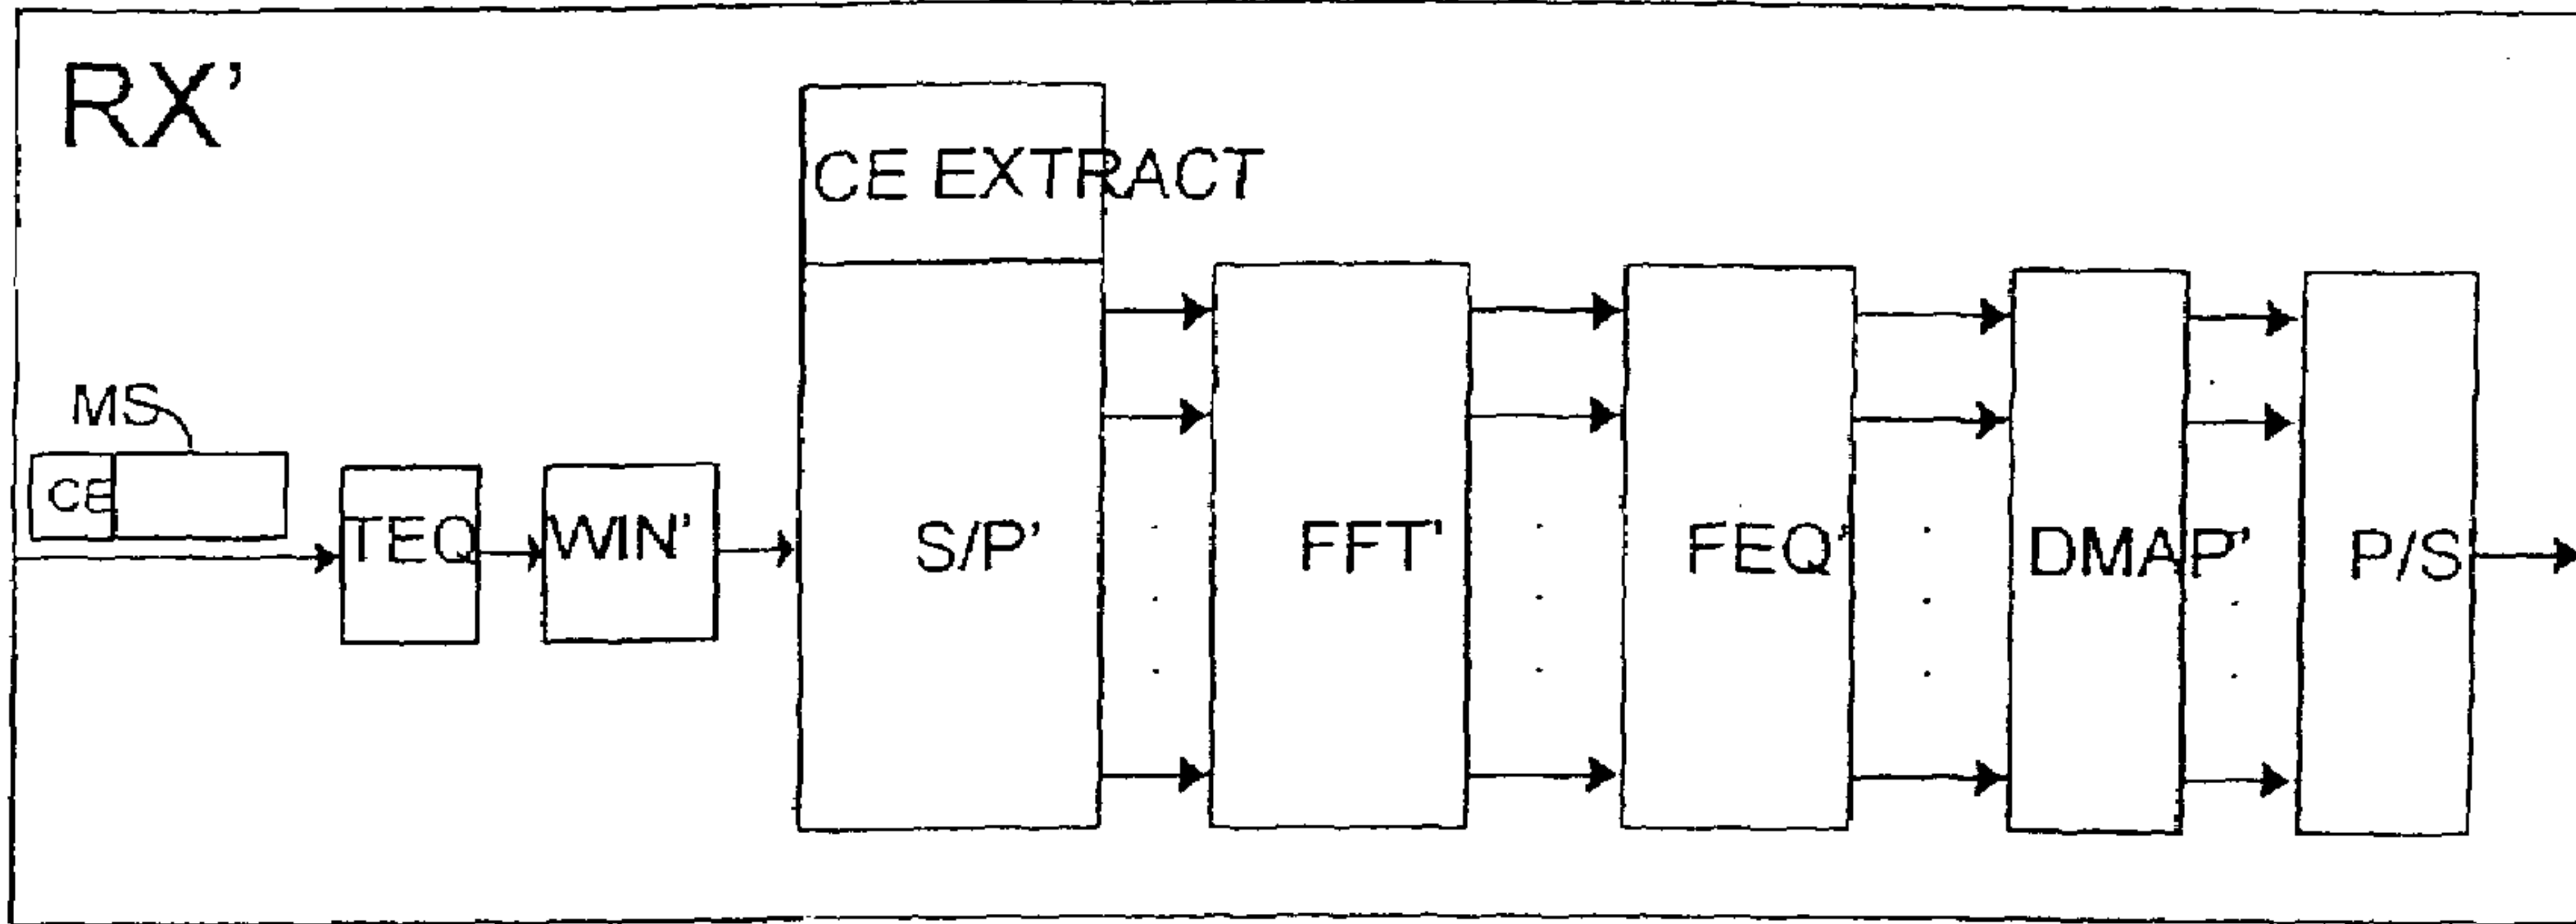 RX'
CE EXTRACT
MS
CE
TEQ
WIN'
S/P'
FFT'
FEQ'
DMAP'
P/S